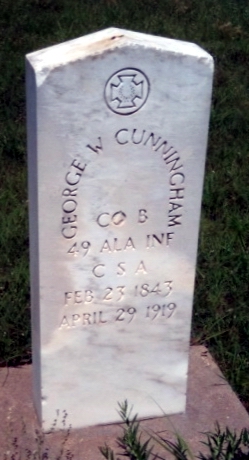 GEORGE W CUNNINGHAM
CO B
49 ALA INF
C S A
FEB 23 1843
APRIL 29 1919